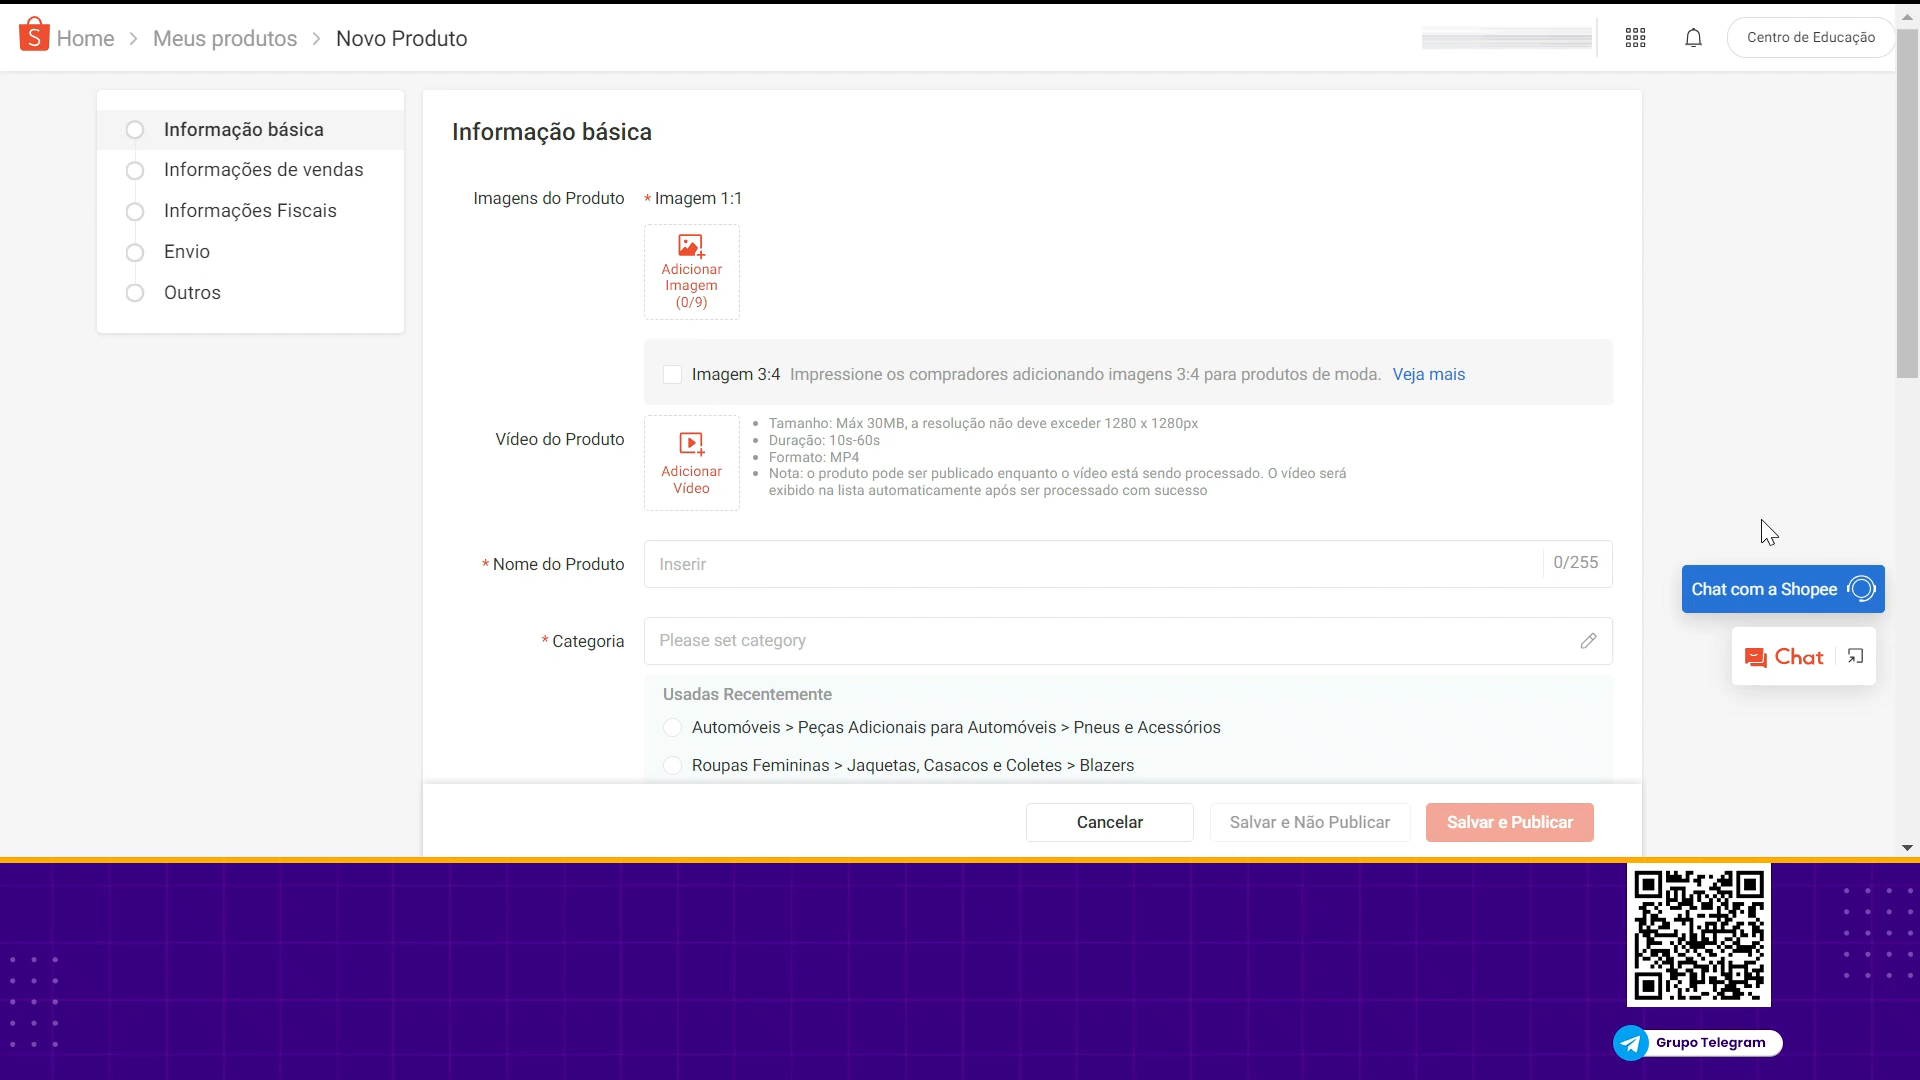 Home > Meus produtos > Novo Produto
Centro de Educação
Informação básica
Informações de vendas
Informações Fiscais
Envio
Outros
Informação básica
Imagens do Produto
* Imagem 1:1
Adicionar
Imagem
(0/9)
Imagem 3:4 Impressione os compradores adicionando imagens 3:4 para produtos de moda. Veja mais
Vídeo do Produto
Adicionar
Vídeo
• Tamanho: Máx 30MB, a resolução não deve exceder 1280 x 1280px
• Duração: 10s-60s
• Formato: MP4
• Nota: o produto pode ser publicado enquanto o vídeo está sendo processado. O vídeo será
exibido na lista automaticamente após ser processado com sucesso
* Nome do Produto
Inserir
0/255
* Categoria
Please set category
Usadas Recentemente
Automóveis > Peças Adicionais para Automóveis > Pneus e Acessórios
Roupas Femininas > Jaquetas, Casacos e Coletes > Blazers
Chat com a Shopee
Chat
Cancelar
Salvar e Não Publicar
Salvar e Publicar
Grupo Telegram